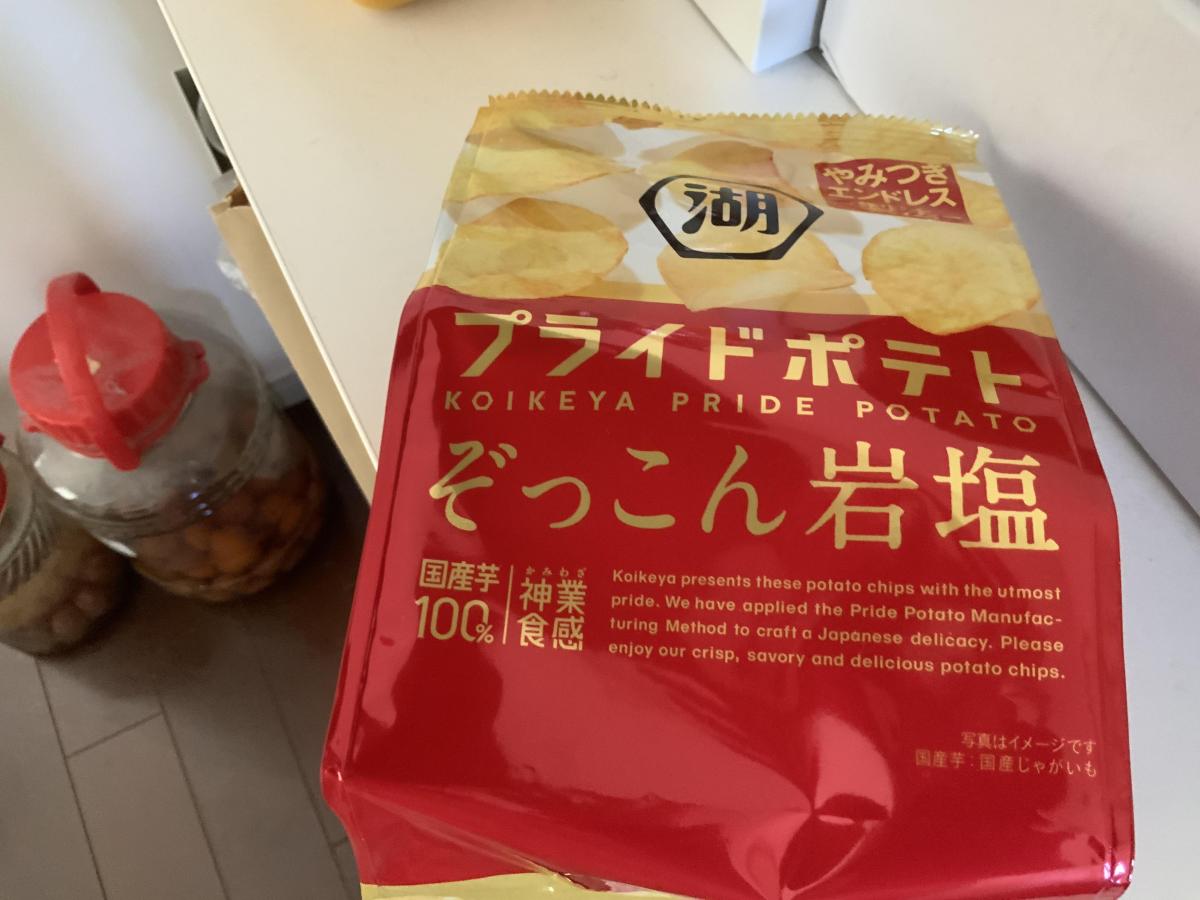 湖
やみつき
エンドレス
プライドポテト
KOIKEYA PRIDE POTATO
ぞっこん岩塩
国産芋
100%
かみわざ
神業
食感
Koikeya presents these potato chips with the utmost
pride. We have applied the Pride Potato Manufac-
turing Method to craft a Japanese delicacy. Please
enjoy our crisp, savory and delicious potato chips.
写真はイメージです
国産芋：国産じゃがいも